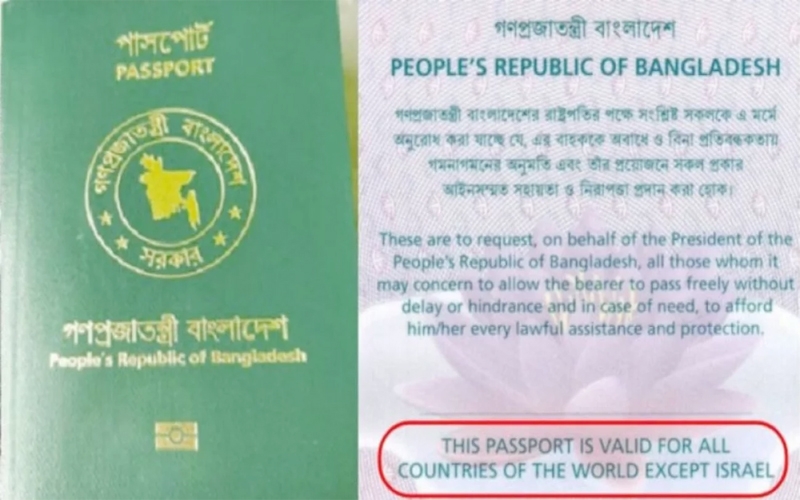 পাসপোর্ট
PASSPORT
গণপ্রজাতন্ত্রী বাংলাদেশ
সরকার
গণপ্রজাতন্ত্রী বাংলাদেশ
People's Republic of Bangladesh
গণপ্রজাতন্ত্রী বাংলাদেশ
PEOPLE'S REPUBLIC OF BANGLADESH
গণপ্রজাতন্ত্রী বাংলাদেশের রাষ্ট্রপতির পক্ষে সংশ্লিষ্ট সকলকে এ মর্মে
অনুরোধ করা যাচ্ছে যে, এর বাহককে অবাধে ও বিনা প্রতিবন্ধকতায়
গমনাগমনের অনুমতি এবং তাঁর প্রয়োজনে সকল প্রকার
আইনসম্মত সহায়তা ও নিরাপত্তা প্রদান করা হোক।
These are to request, on behalf of the President of the
People's Republic of Bangladesh, all those whom it
may concern to allow the bearer to pass freely without
delay or hindrance and in case of need, to afford
him/her every lawful assistance and protection.
THIS PASSPORT IS VALID FOR ALL
COUNTRIES OF THE WORLD EXCEPT ISRAEL